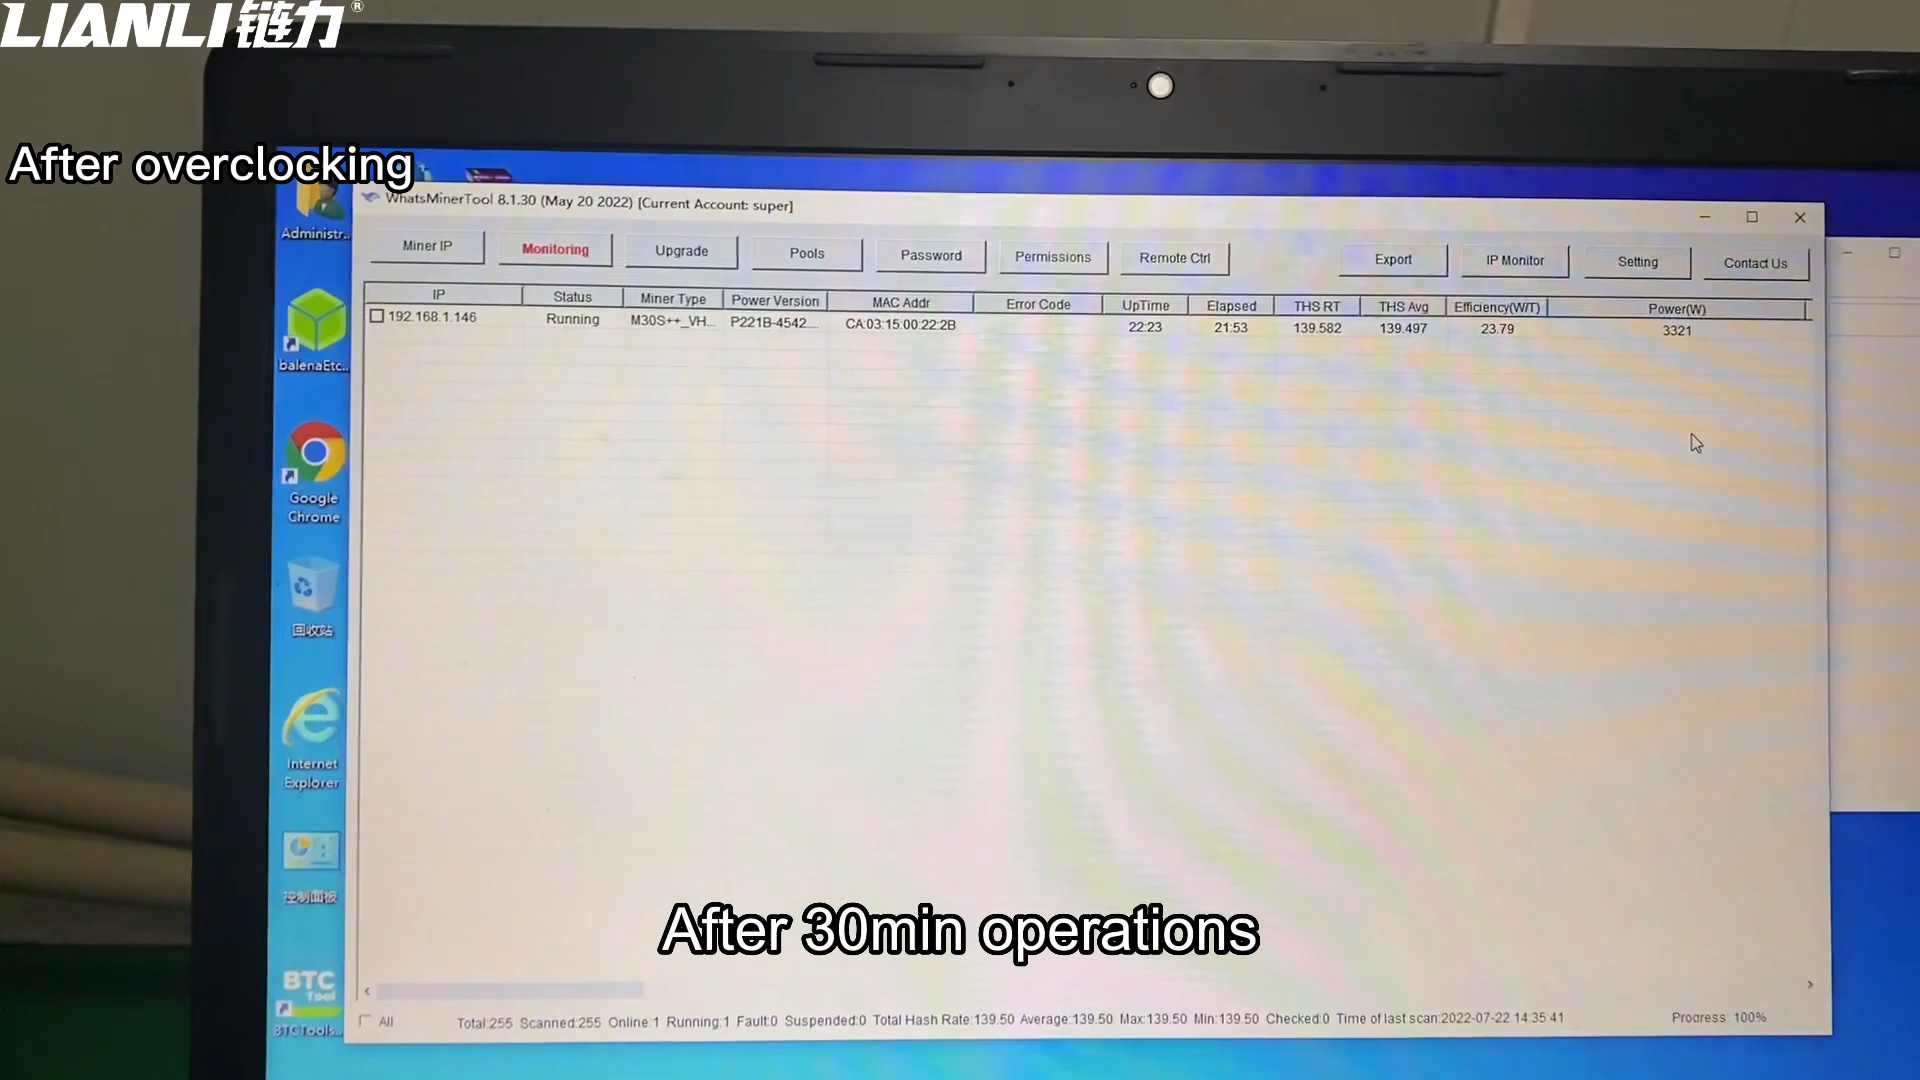 LIANLI链力®
After overclocking
WhatsMinerTool 8.1.30 (May 20 2022) [Current Account: super]
Administr...
Miner IP Monitoring Upgrade Pools Password Permissions Remote Ctrl Export IP Monitor Setting Contact Us
IP Status Miner Type Power Version MAC Addr Error Code UpTime Elapsed THS RT THS Avg Efficiency(W/T) Power(W)
192.168.1.146 Running M30S++_VH... P221B-4542... CA:03:15:00:22:2B 22:23 21:53 139.582 139.497 23.79 3321
balenaEtc...
Google
Chrome
回收站
Internet
Explorer
控制面板
After 30min operations
BTC
Tool
BTCTools...
All Total:255 Scanned:255 Online:1 Running:1 Fault:0 Suspended:0 Total Hash Rate:139.50 Average:139.50 Max:139.50 Min:139.50 Checked:0 Time of last scan:2022-07-22 14:35:41 Progress: 100%